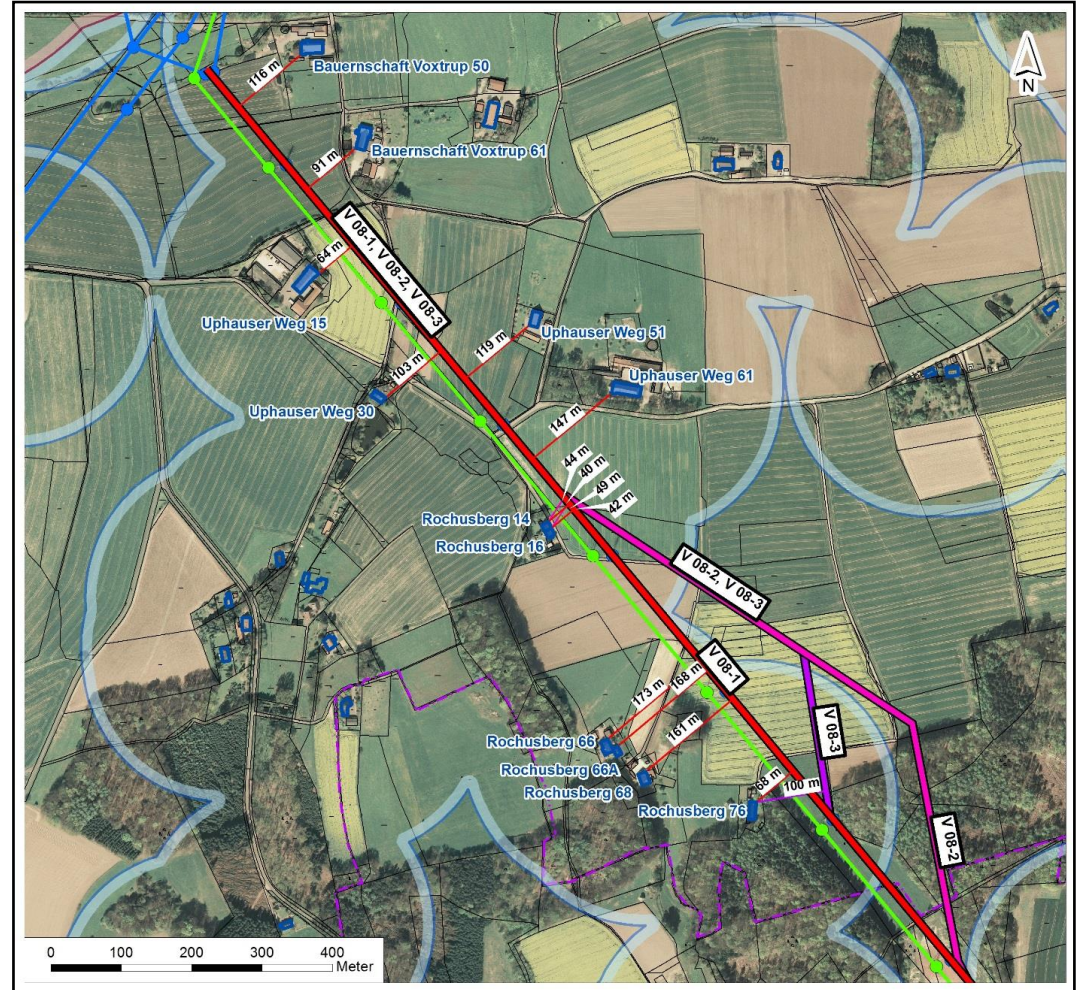 N
116 m
Bauernschaft Voxtrup 50
91 m
Bauernschaft Voxtrup 61
V 08-1, V 08-2, V 08-3
64 m
Uphauser Weg 15
119 m
Uphauser Weg 51
103 m
Uphauser Weg 61
Uphauser Weg 30
147 m
44 m
40 m
49 m
42 m
Rochusberg 14
Rochusberg 16
V 08-2, V 08-3
V 08-1
173 m
168 m
161 m
V 08-3
Rochusberg 66
Rochusberg 66A
Rochusberg 68
68 m
100 m
Rochusberg 76
V 08-2
0 100 200 300 400
Meter